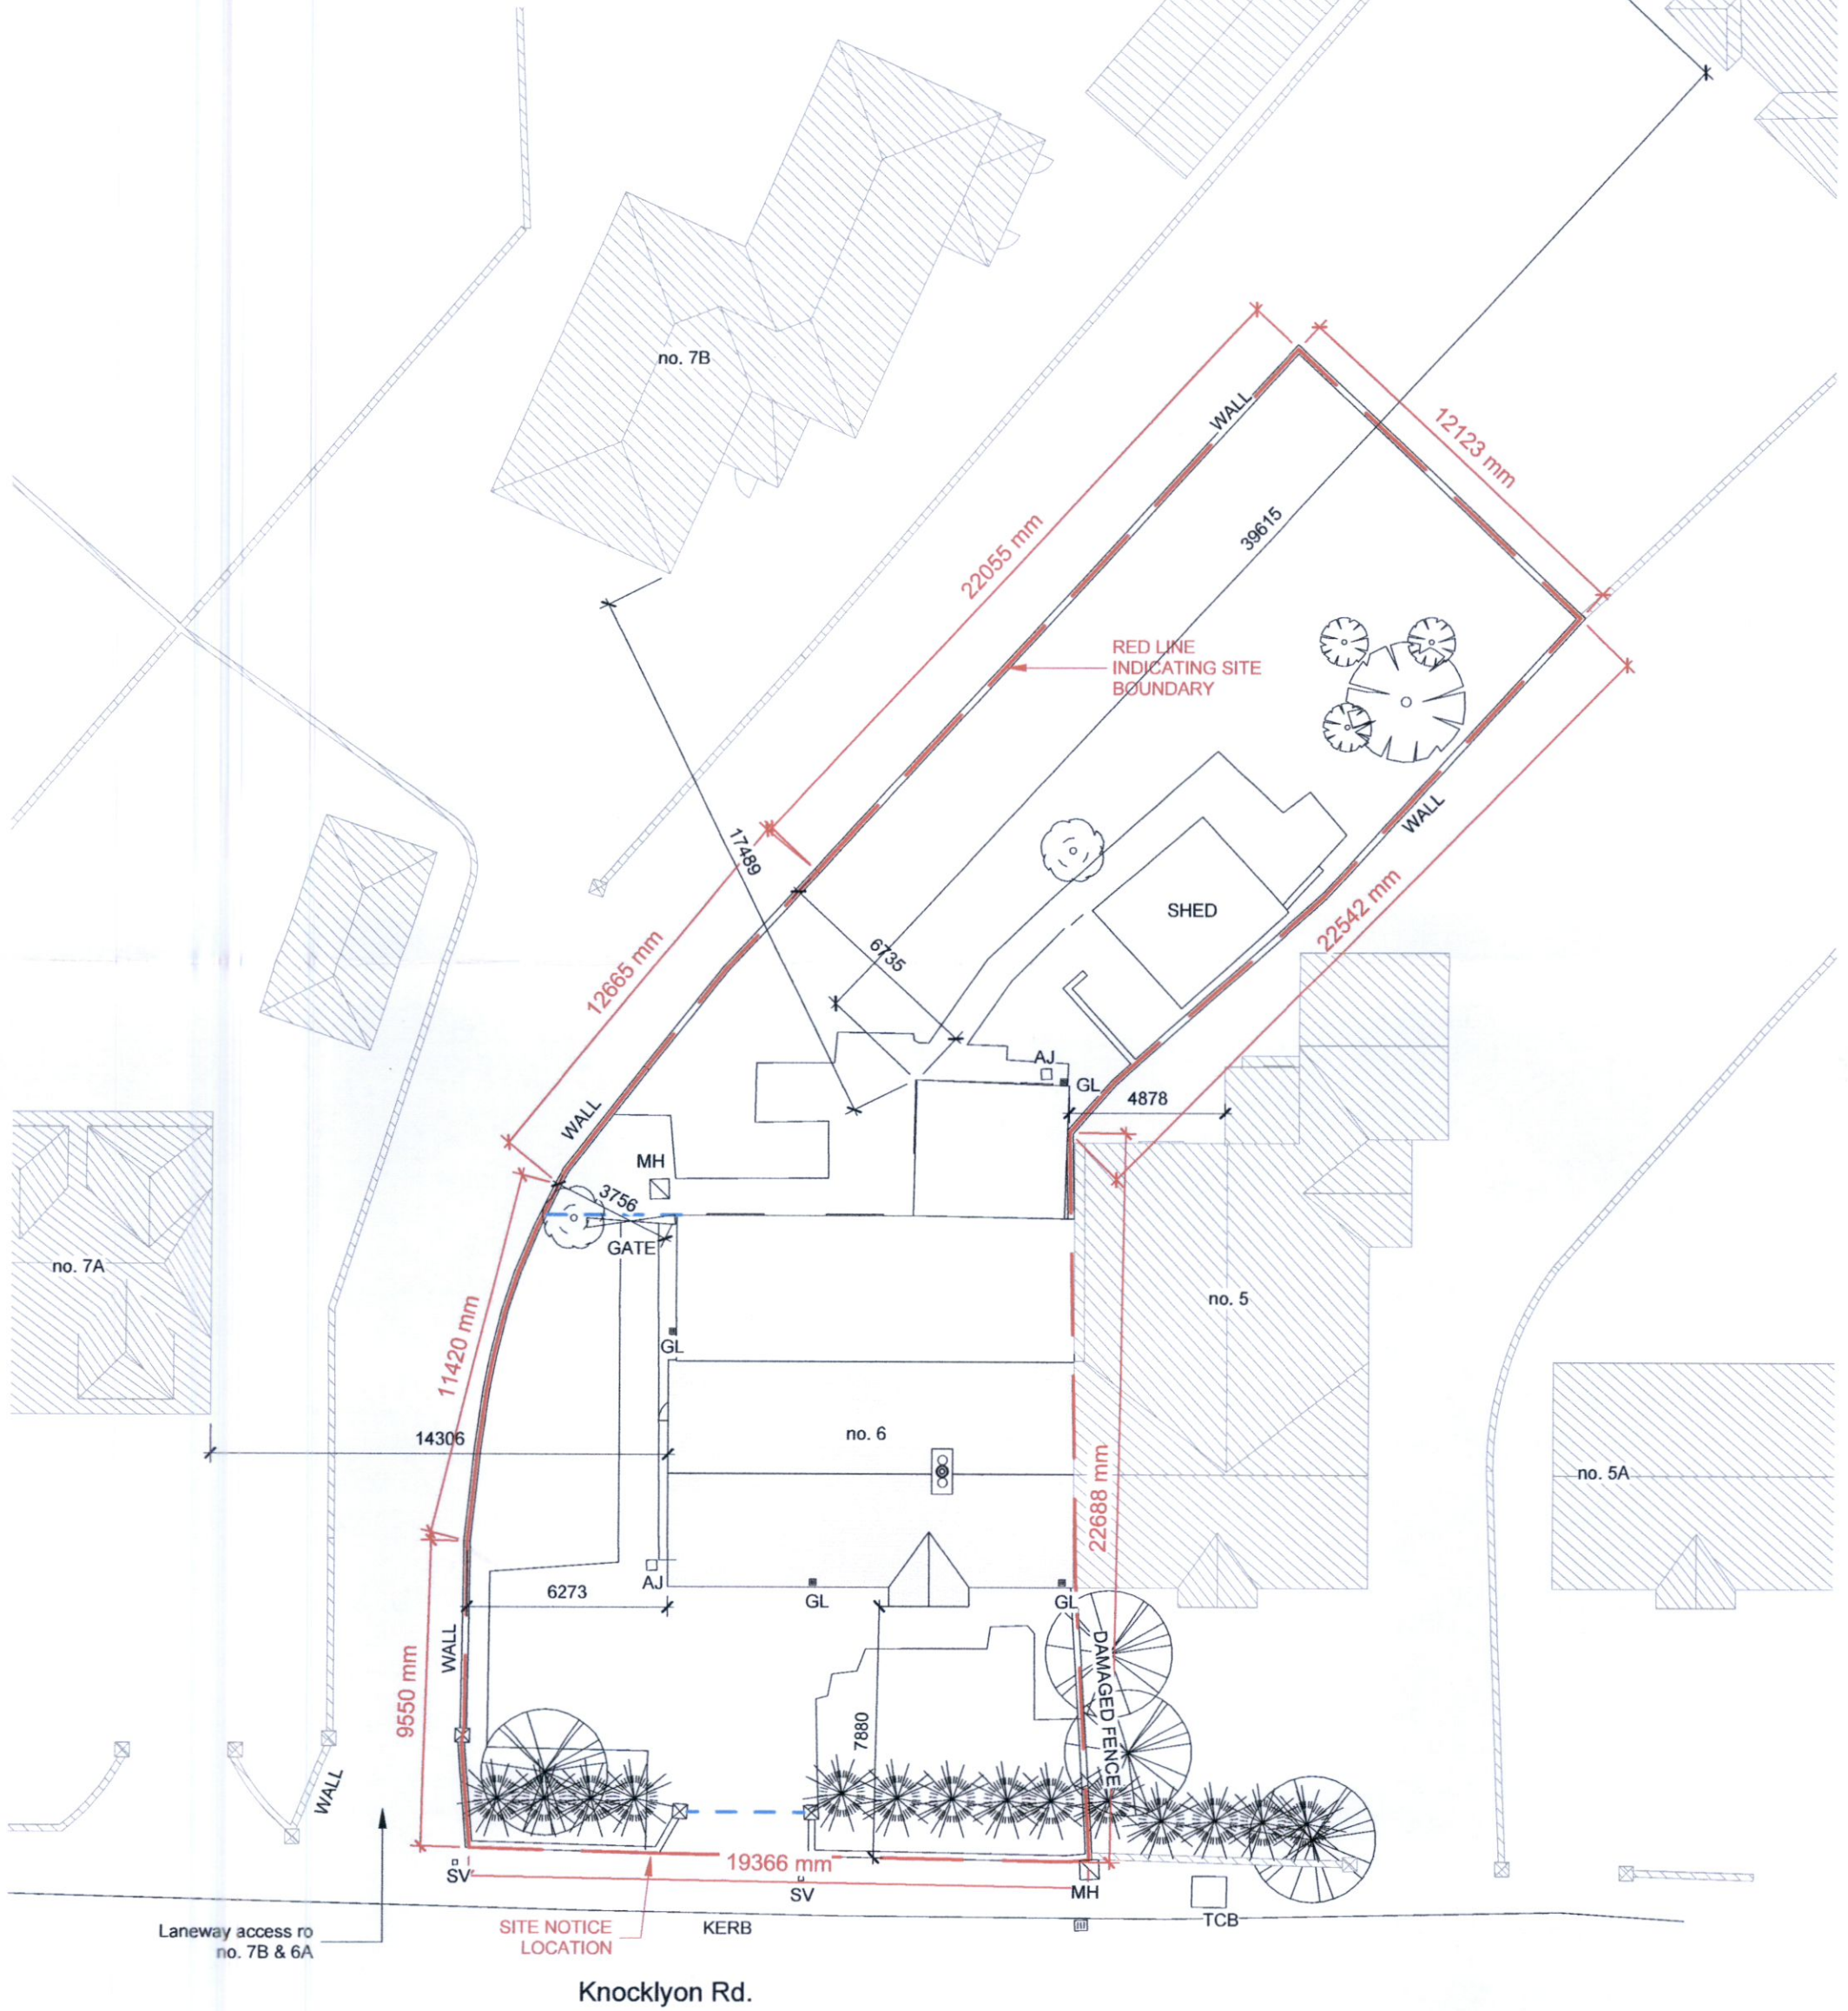 no. 7B
WALL
12123 mm
39615
22055 mm
RED LINE
INDICATING SITE
BOUNDARY
WALL
17489
SHED
22542 mm
12665 mm
6735
AJ
GL
4878
WALL
MH
3756
GATE
no. 7A
no. 5
GL
11420 mm
14306
no. 6
no. 5A
22688 mm
AJ
6273
GL
GL
WALL
DAMAGED FENCE
9550 mm
7880
WALL
19366 mm
SV
SV
MH
TCB
Laneway access ro
no. 7B & 6A
SITE NOTICE
LOCATION
KERB
Knocklyon Rd.